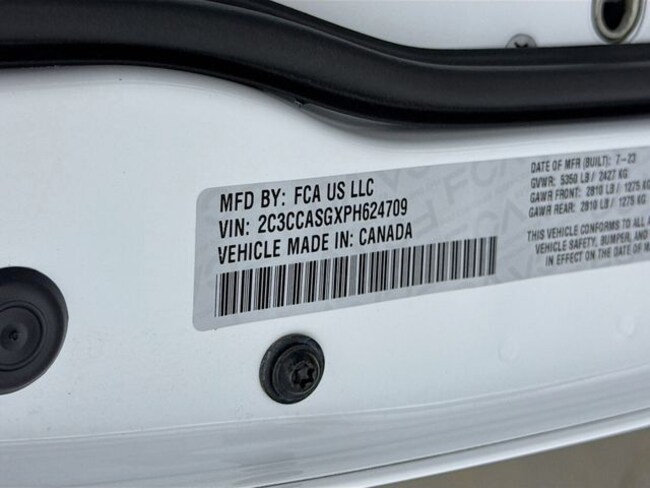 MFD BY: FCA US LLC
VIN: 2C3CCASGXPH624709
VEHICLE MADE IN: CANADA
DATE OF MFR (BUILT): 7-23
GVWR: 5350 LB / 2427 KG
GAWR FRONT: 2810 LB / 1275 KG
GAWR REAR: 2810 LB / 1275 KG
THIS VEHICLE CONFORMS TO ALL A
VEHICLE SAFETY, BUMPER, AND
IN EFFECT ON THE DATE OF M